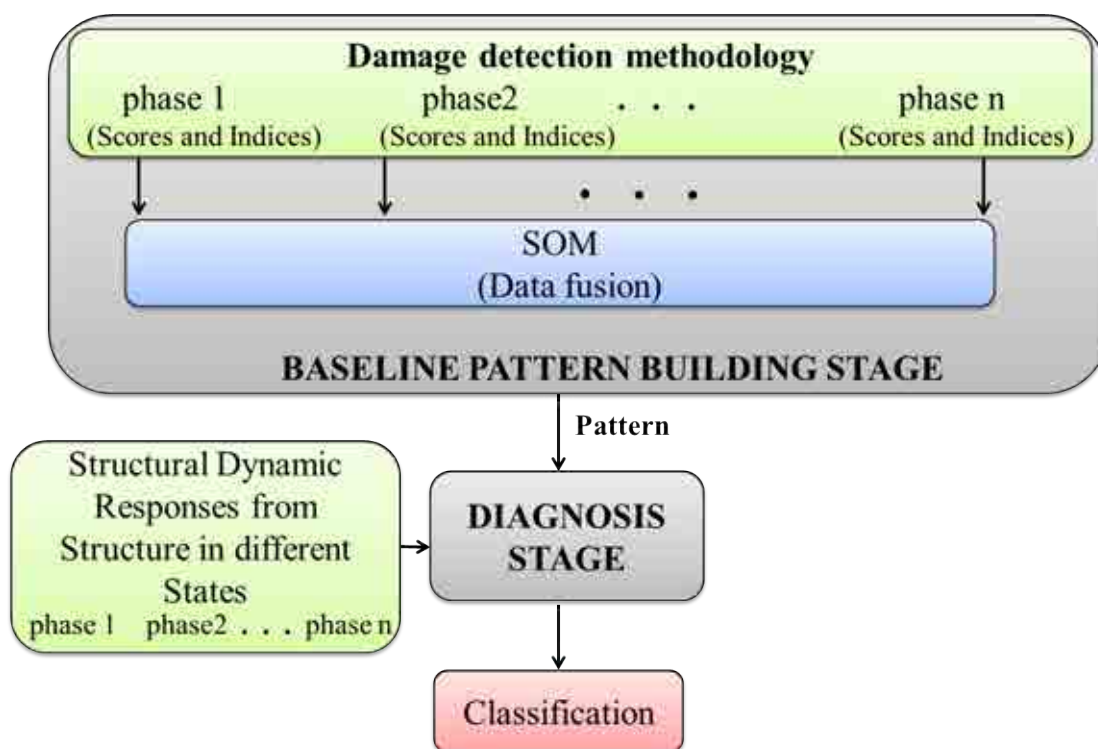 Damage detection methodology
phase 1 phase2 . . . phase n
(Scores and Indices) (Scores and Indices) (Scores and Indices)
. . .
SOM
(Data fusion)
BASELINE PATTERN BUILDING STAGE
Pattern
Structural Dynamic
Responses from
Structure in different
States
phase 1 phase2 . . . phase n
DIAGNOSIS
STAGE
Classification